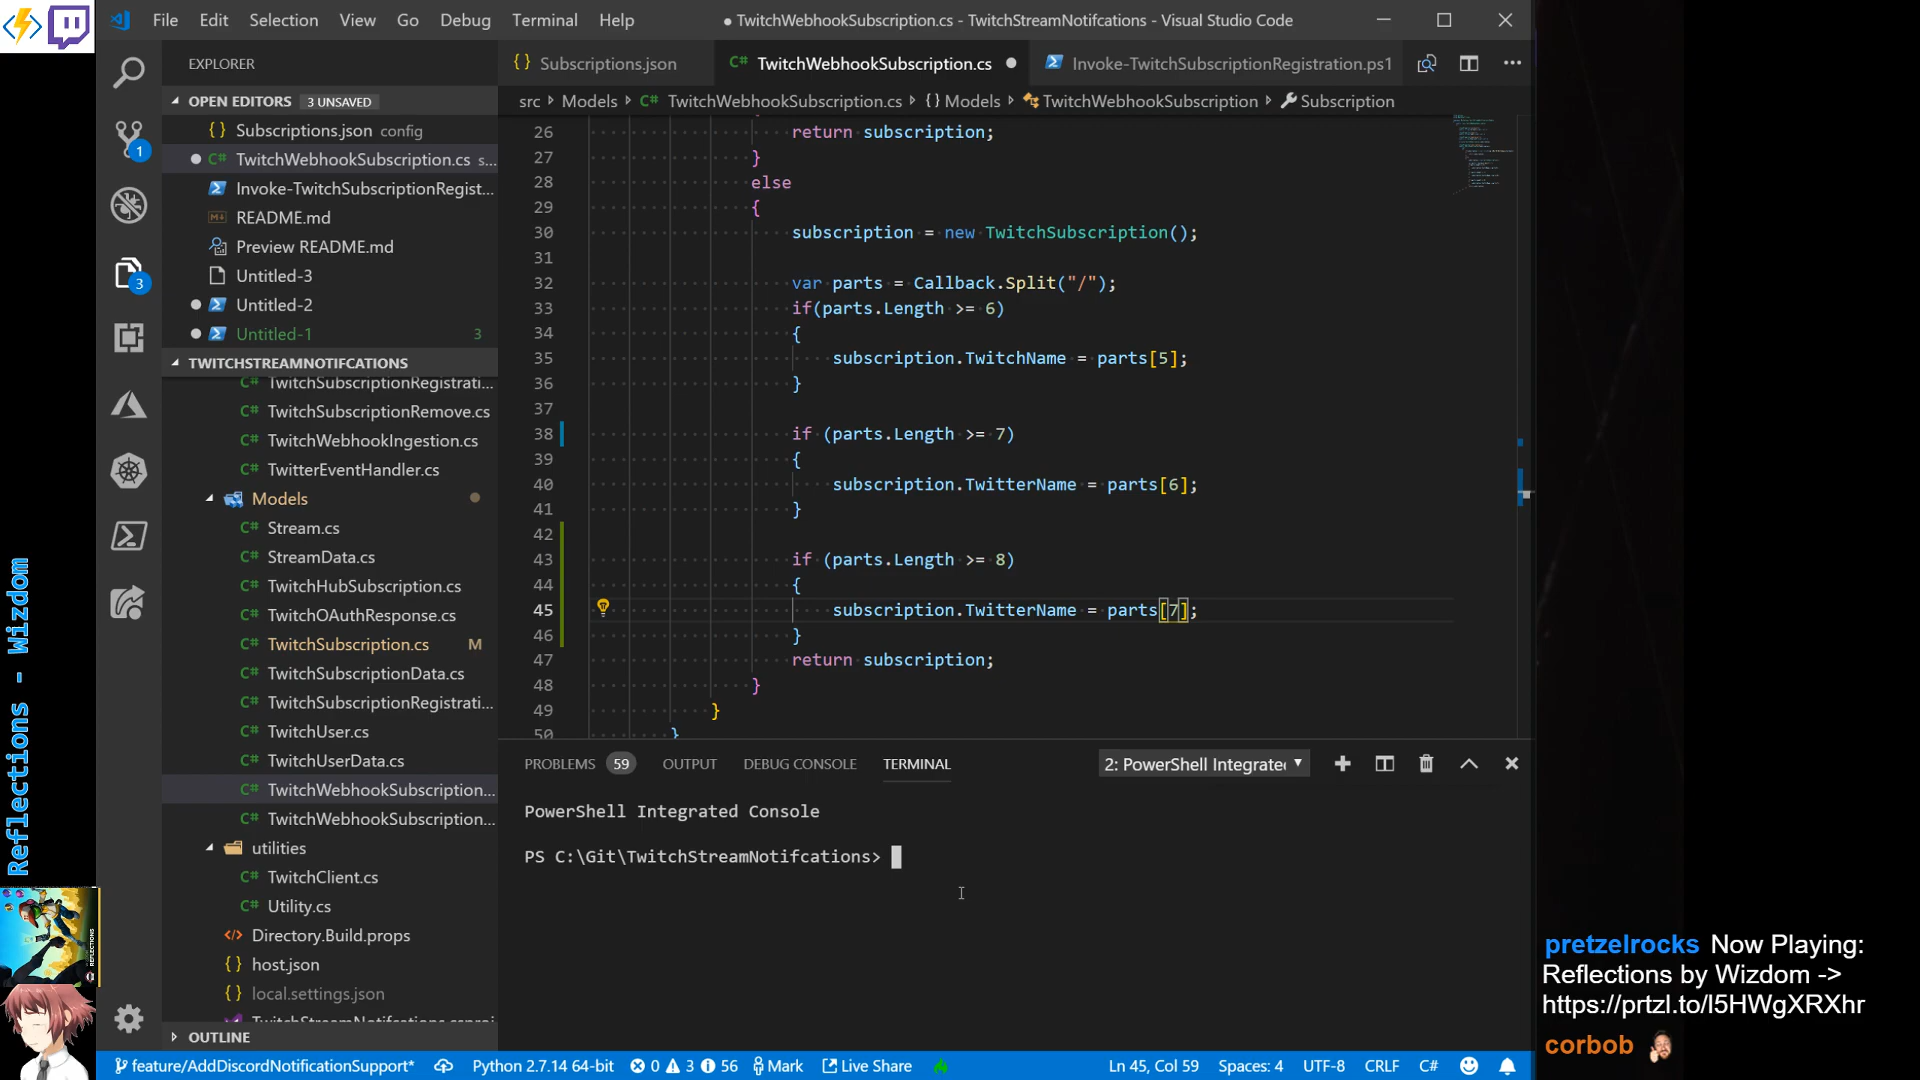 File Edit Selection View Go Debug Terminal Help
● TwitchWebhookSubscription.cs - TwitchStreamNotifcations - Visual Studio Code
EXPLORER
OPEN EDITORS 3 UNSAVED
Subscriptions.json config
TwitchWebhookSubscription.cs s...
Invoke-TwitchSubscriptionRegist...
README.md
Preview README.md
Untitled-3
Untitled-2
Untitled-1 3
TWITCHSTREAMNOTIFCATIONS
TwitchSubscriptionRegistrati...
TwitchSubscriptionRemove.cs
TwitchWebhookIngestion.cs
TwitterEventHandler.cs
Models
Stream.cs
StreamData.cs
TwitchHubSubscription.cs
TwitchOAuthResponse.cs
TwitchSubscription.cs M
TwitchSubscriptionData.cs
TwitchSubscriptionRegistrati...
TwitchUser.cs
TwitchUserData.cs
TwitchWebhookSubscription...
TwitchWebhookSubscription...
utilities
TwitchClient.cs
Utility.cs
Directory.Build.props
host.json
local.settings.json
TwitchStreamNotifcations.csproj
OUTLINE
1
3
Subscriptions.json
TwitchWebhookSubscription.cs
Invoke-TwitchSubscriptionRegistration.ps1
src > Models > TwitchWebhookSubscription.cs > {} Models > TwitchWebhookSubscription > Subscription
26 return subscription;
27 }
28 else
29 {
30 subscription = new TwitchSubscription();
31
32 var parts = Callback.Split("/");
33 if(parts.Length >= 6)
34 {
35 subscription.TwitchName = parts[5];
36 }
37
38 if (parts.Length >= 7)
39 {
40 subscription.TwitterName = parts[6];
41 }
42
43 if (parts.Length >= 8)
44 {
45 subscription.TwitterName = parts[7];
46 }
47 return subscription;
48 }
49 }
50 }
PROBLEMS 59 OUTPUT DEBUG CONSOLE TERMINAL 2: PowerShell Integrate
PowerShell Integrated Console
PS C:\Git\TwitchStreamNotifcations>
feature/AddDiscordNotificationSupport* Python 2.7.14 64-bit 0 3 56 Mark Live Share Ln 45, Col 59 Spaces: 4 UTF-8 CRLF C#
Reflections - Wizdom
REFLECTIONS
pretzelrocks Now Playing:
Reflections by Wizdom ->
https://prtzl.to/l5HWgXRXhr
corbob